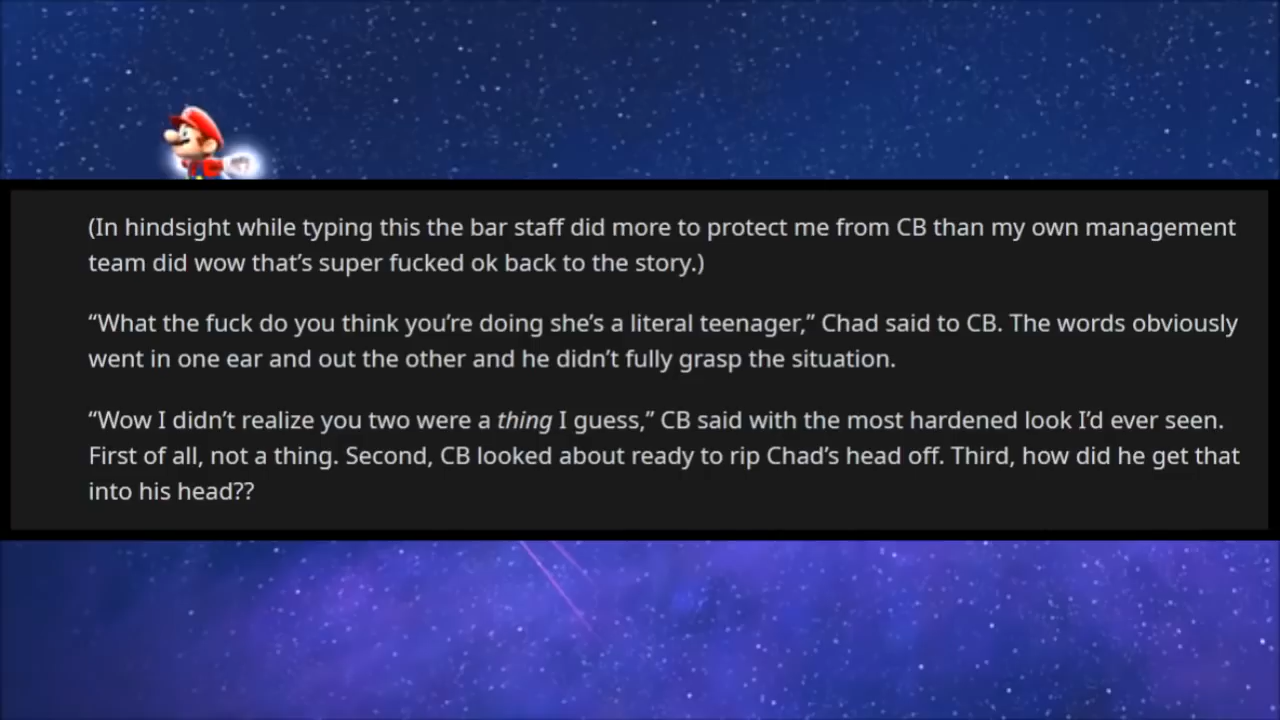 (In hindsight while typing this the bar staff did more to protect me from CB than my own management
team did wow that’s super fucked ok back to the story.)
“What the fuck do you think you’re doing she’s a literal teenager,” Chad said to CB. The words obviously
went in one ear and out the other and he didn’t fully grasp the situation.
“Wow I didn’t realize you two were a thing I guess,” CB said with the most hardened look I’d ever seen.
First of all, not a thing. Second, CB looked about ready to rip Chad’s head off. Third, how did he get that
into his head??